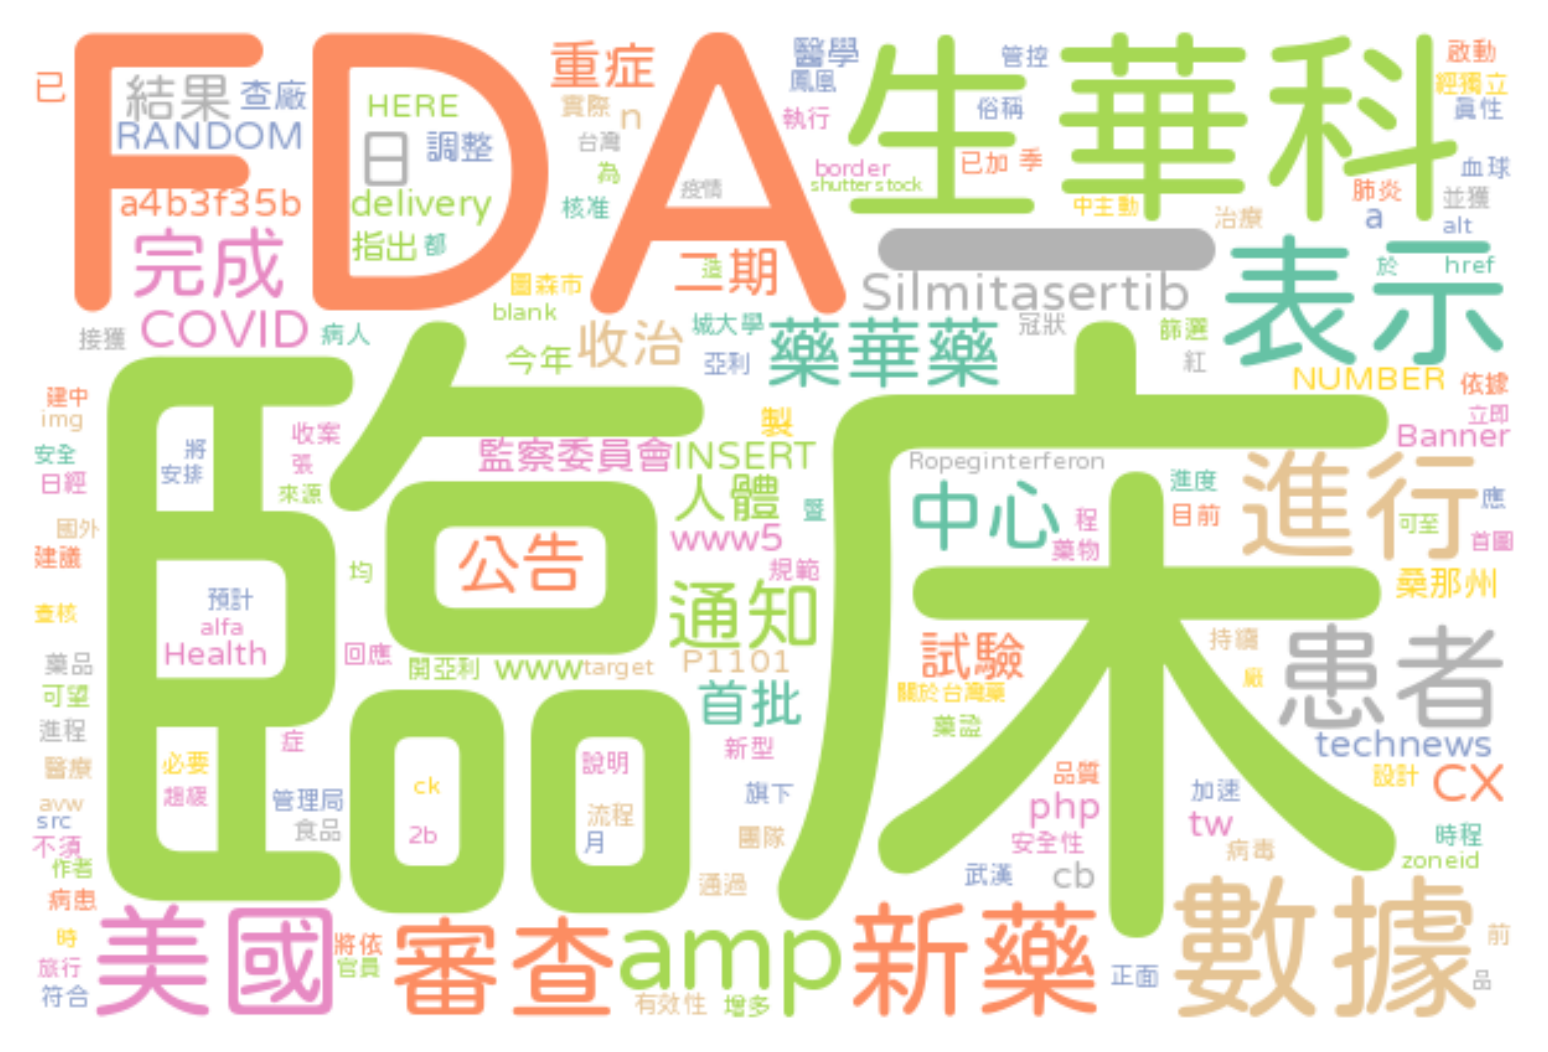 FDA
生華科
臨床
已
結果
查廠
RANDOM
HERE
日
調整
a4b3f35b
delivery
指出
都
完成
COVID
接獲
病人
重症
實際
n
台灣
為
核准
疫情
醫學
鳳凰
執行
border
shutterstock
管控
俗稱
已加
季
中主動
治療
啟動
經獨立
真性
血球
肺炎
並獲
a
alt
於
href
二期
造
一
Silmitasertib
表示
圖森市
blank
今年
收治
城大學
亞利
藥華藥
冠狀
篩選
紅
NUMBER
依據
立即
Banner
建中
img
安全
日經
國外
建議
查核
將
安排
收案
張
來源
監察委員會
INSERT
製
人體
暨
www5
規範
Ropeginterferon
中心
程
藥物
進度
目前
進行
應
可至
首圖
桑那州
公告
均
通知
預計
alfa
Health
回應
開亞利
www
target
P1101
首批
新型
試驗
關於台灣藥
藥證
持續
廠
患者
technews
設計
CX
藥品
可望
進程
醫療
avw
src
不須
作者
病患
時
旅行
符合
必要
趨緩
症
管理局
食品
ck
2b
說明
流程
月
旗下
團隊
通過
品質
php
安全性
武漢
cb
加速
tw
病毒
時程
zoneid
美國
將依
官員
審查
amp
有效性
增多
新藥
正面
數據
前
品